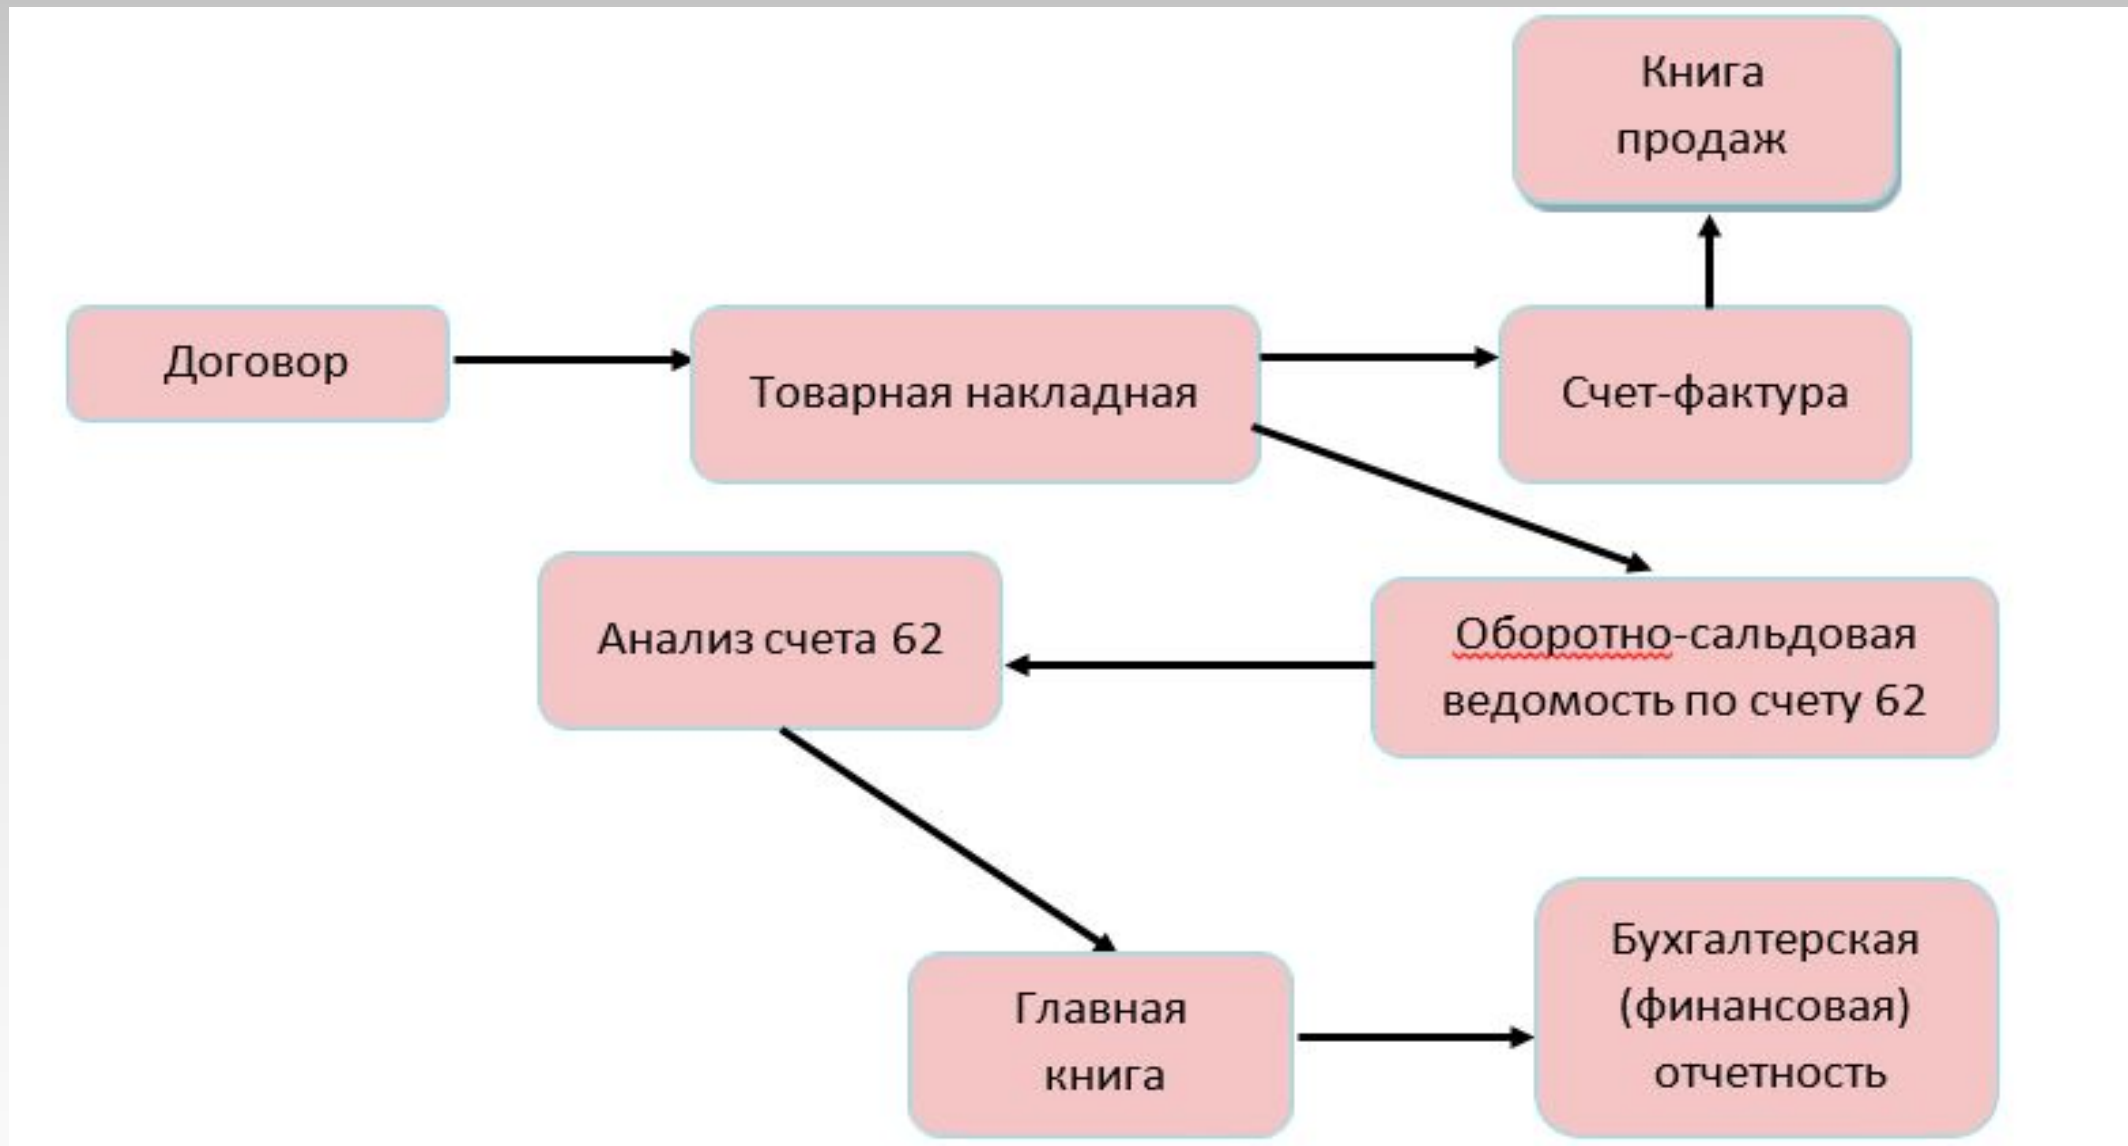 Книга
продаж
Договор
Товарная накладная
Счет-фактура
Анализ счета 62
Оборотно-сальдовая
ведомость по счету 62
Главная
книга
Бухгалтерская
(финансовая)
отчетность